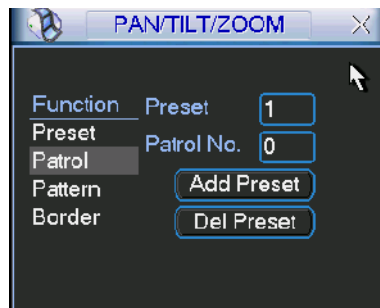 PAN/TILT/ZOOM
Function
Preset
Patrol
Pattern
Border
Preset 1
Patrol No. 0
Add Preset
Del Preset